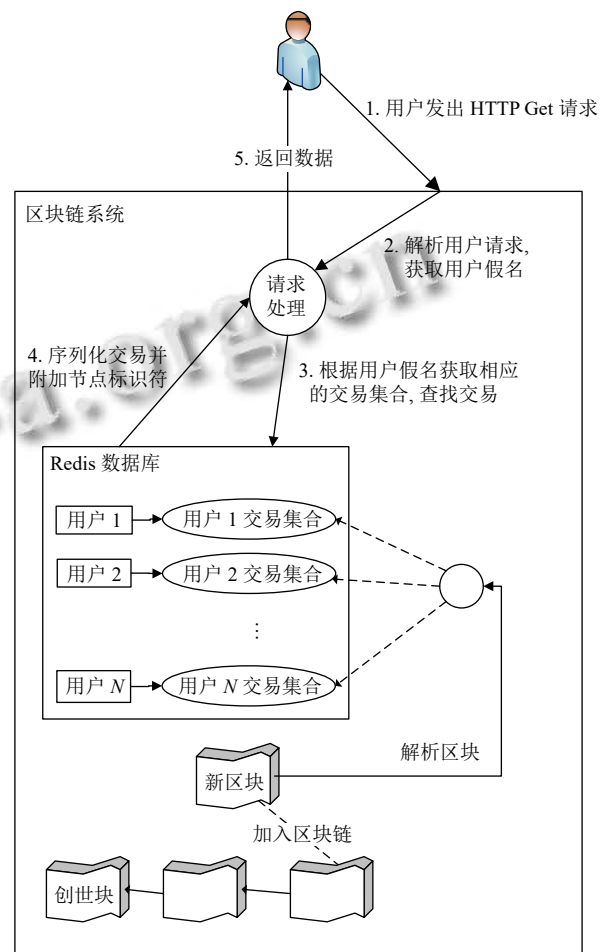 1. 用户发出 HTTP Get 请求
5. 返回数据
区块链系统
2. 解析用户请求,
获取用户假名
请求
处理
4. 序列化交易并
附加节点标识符
3. 根据用户假名获取相应
的交易集合, 查找交易
Redis 数据库
用户 1
用户 1 交易集合
用户 2
用户 2 交易集合
⋮
用户 N
用户 N 交易集合
解析区块
新区块
加入区块链
创世块
a.org.cn